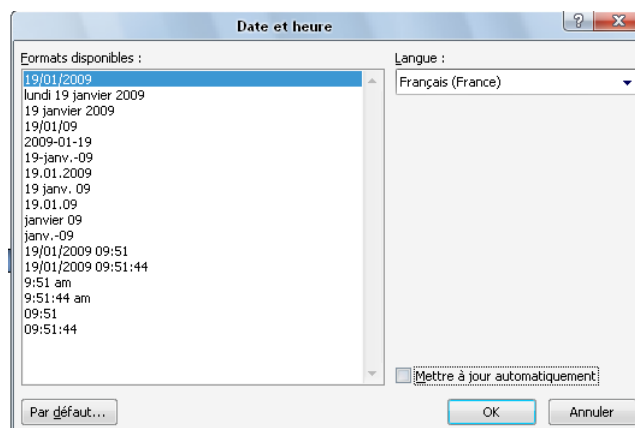 Date et heure
Formats disponibles :
19/01/2009
lundi 19 janvier 2009
19 janvier 2009
19/01/09
2009-01-19
19-janv.-09
19.01.2009
19 janv. 09
19.01.09
janvier 09
janv.-09
19/01/2009 09:51
19/01/2009 09:51:44
9:51 am
9:51:44 am
09:51
09:51:44
Langue :
Français (France)
Mettre à jour automatiquement
Par défaut...
OK
Annuler